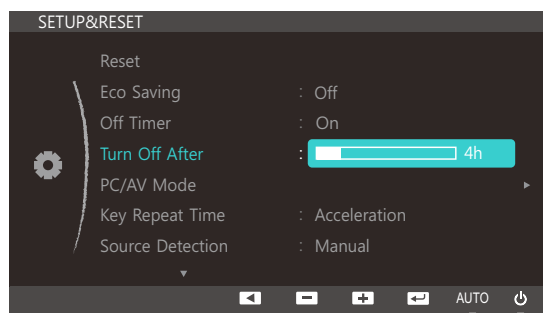 SETUP&RESET
Reset
Eco Saving : Off
Off Timer : On
Turn Off After : 4h
PC/AV Mode
Key Repeat Time : Acceleration
Source Detection : Manual
AUTO